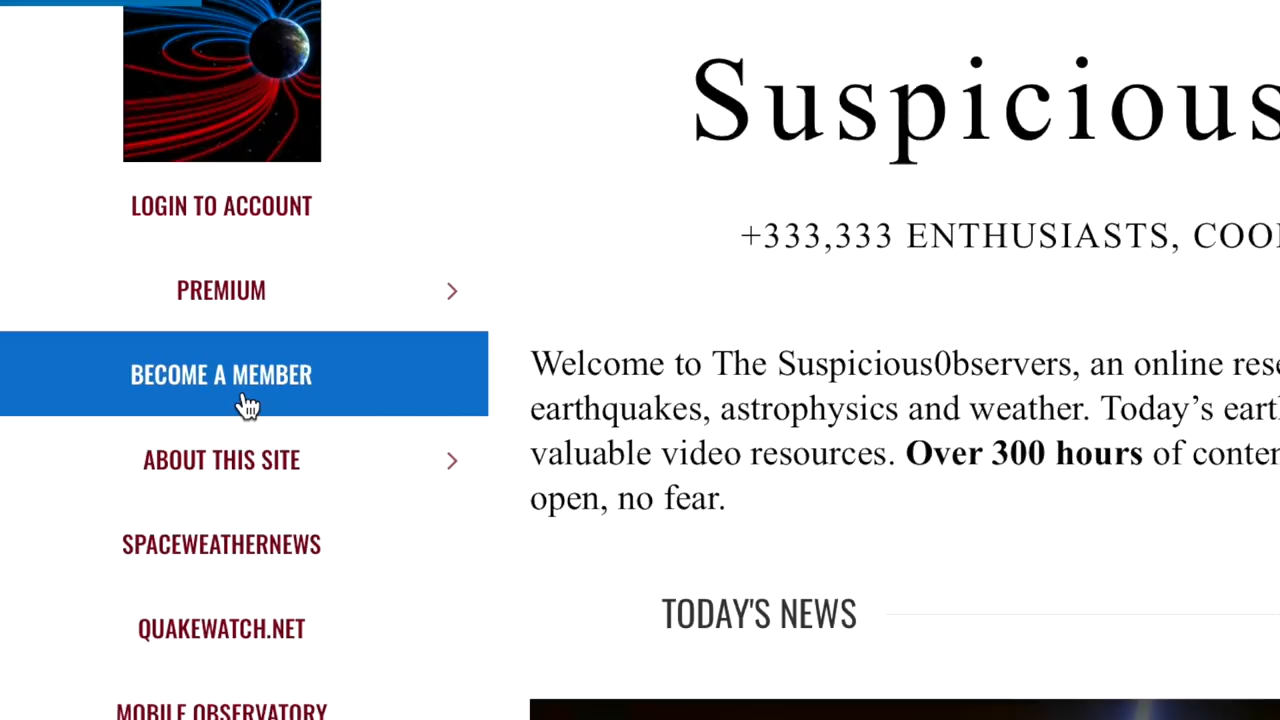 LOGIN TO ACCOUNT
PREMIUM
BECOME A MEMBER
ABOUT THIS SITE
SPACEWEATHERNEWS
QUAKEWATCH.NET
MOBILE OBSERVATORY
Suspicious
+333,333 ENTHUSIASTS,
Welcome to The Suspicious0bservers, an online
earthquakes, astrophysics and weather. Today’s
valuable video resources. Over 300 hours of
open, no fear.
TODAY'S NEWS